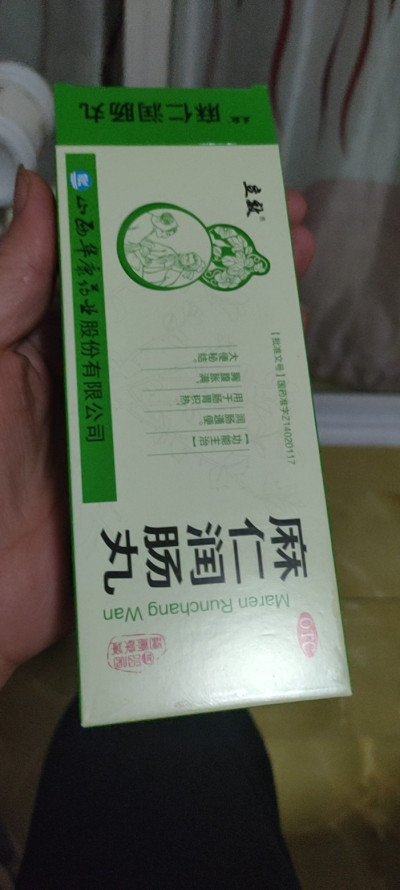 麻仁润肠丸
立效®
山西华康药业股份有限公司
【批准文号】国药准字Z14020117
【功能主治】
润肠通便。
用于肠胃积热,
胸腹胀满,
大便秘结。
麻仁润肠丸
Maren Runchang Wan
OTC